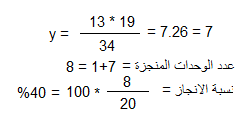 y = 13 * 19 / 34 = 7.26 = 7
عدد الوحدات المنجزة = 7+1 = 8
نسبة الانجاز = 8 / 20 * 100 = 40%